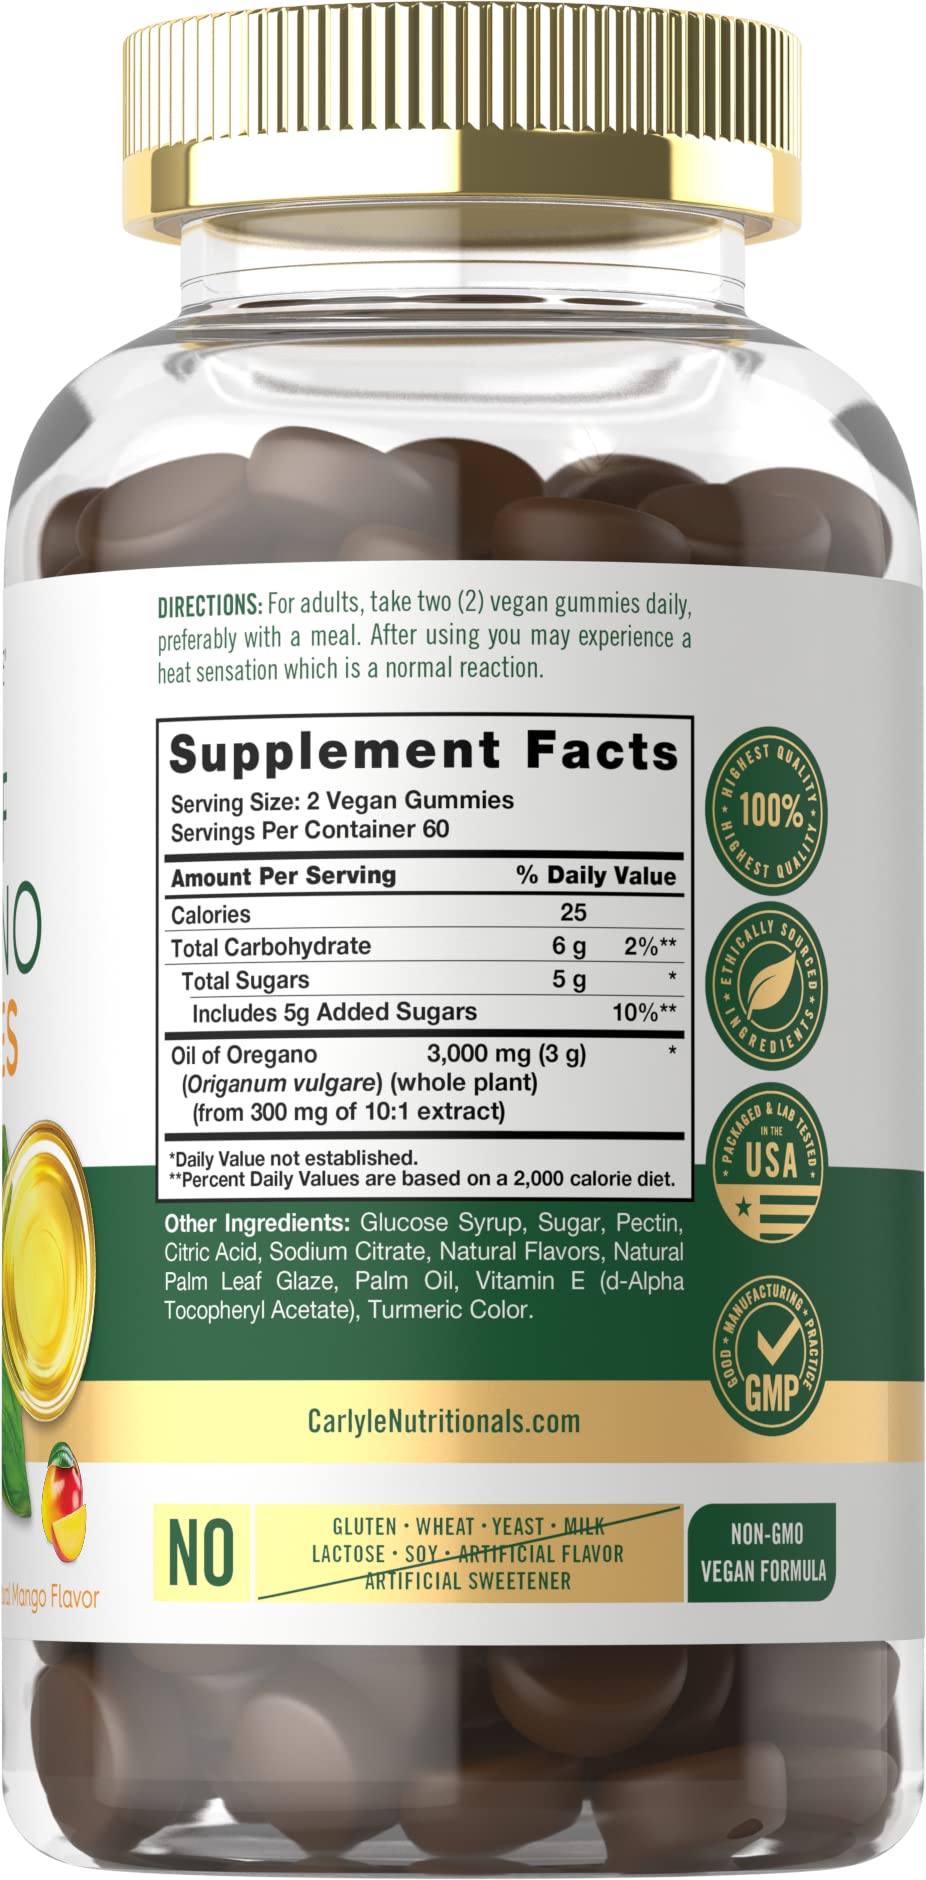 DIRECTIONS: For adults, take two (2) vegan gummies daily,
preferably with a meal. After using you may experience a
heat sensation which is a normal reaction.
Supplement Facts
Serving Size: 2 Vegan Gummies
Servings Per Container 60
Amount Per Serving % Daily Value
Calories 25
Total Carbohydrate 6 g 2%**
Total Sugars 5 g *
Includes 5g Added Sugars 10%**
Oil of Oregano 3,000 mg (3 g) *
(Origanum vulgare) (whole plant)
(from 300 mg of 10:1 extract)
*Daily Value not established.
**Percent Daily Values are based on a 2,000 calorie diet.
Other Ingredients: Glucose Syrup, Sugar, Pectin,
Citric Acid, Sodium Citrate, Natural Flavors, Natural
Palm Leaf Glaze, Palm Oil, Vitamin E (d-Alpha
Tocopheryl Acetate), Turmeric Color.
HIGHEST QUALITY
100%
HIGHEST QUALITY
ETHICALLY SOURCED
INGREDIENTS
PACKAGED & LAB TESTED
IN THE
USA
GOOD • MANUFACTURING • PRACTICE
GMP
CarlyleNutritionals.com
NO
GLUTEN • WHEAT • YEAST • MILK
LACTOSE • SOY • ARTIFICIAL FLAVOR
ARTIFICIAL SWEETENER
NON-GMO
VEGAN FORMULA
Mango Flavor